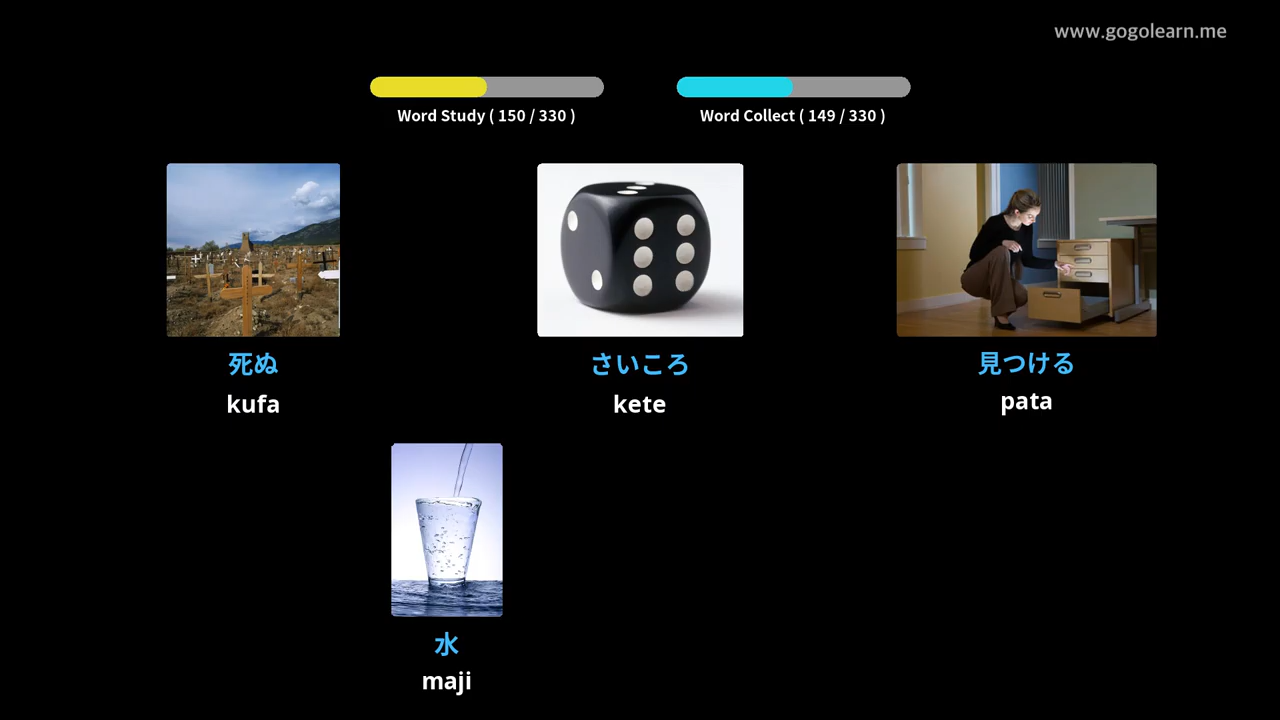 www.gogolearn.me
Word Study ( 150 / 330 )
Word Collect ( 149 / 330 )
死ぬ
kufa
さいころ
kete
見つける
pata
水
maji